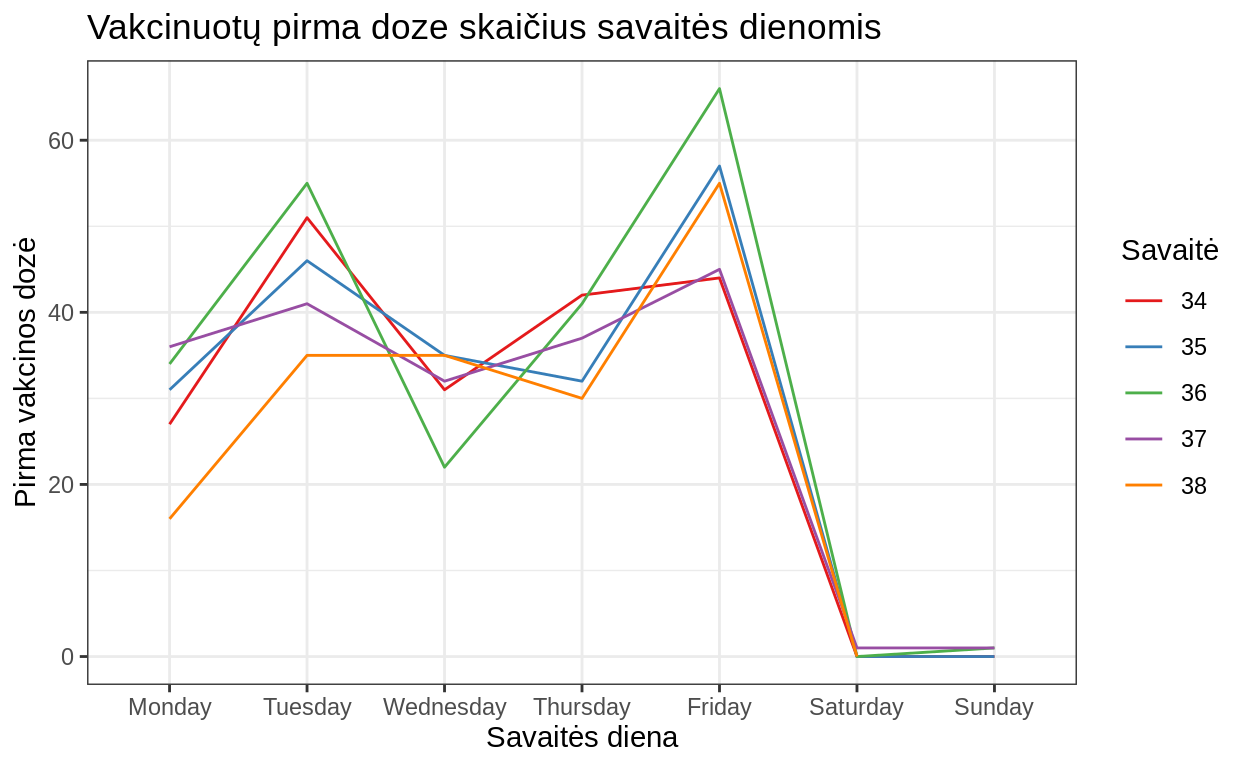 Vakcinuotų pirma doze skaičius savaitės dienomis
Pirma vakcinos dozė
60
40
20
0
Monday Tuesday Wednesday Thursday Friday Saturday Sunday
Savaitės diena
Savaitė
34
35
36
37
38